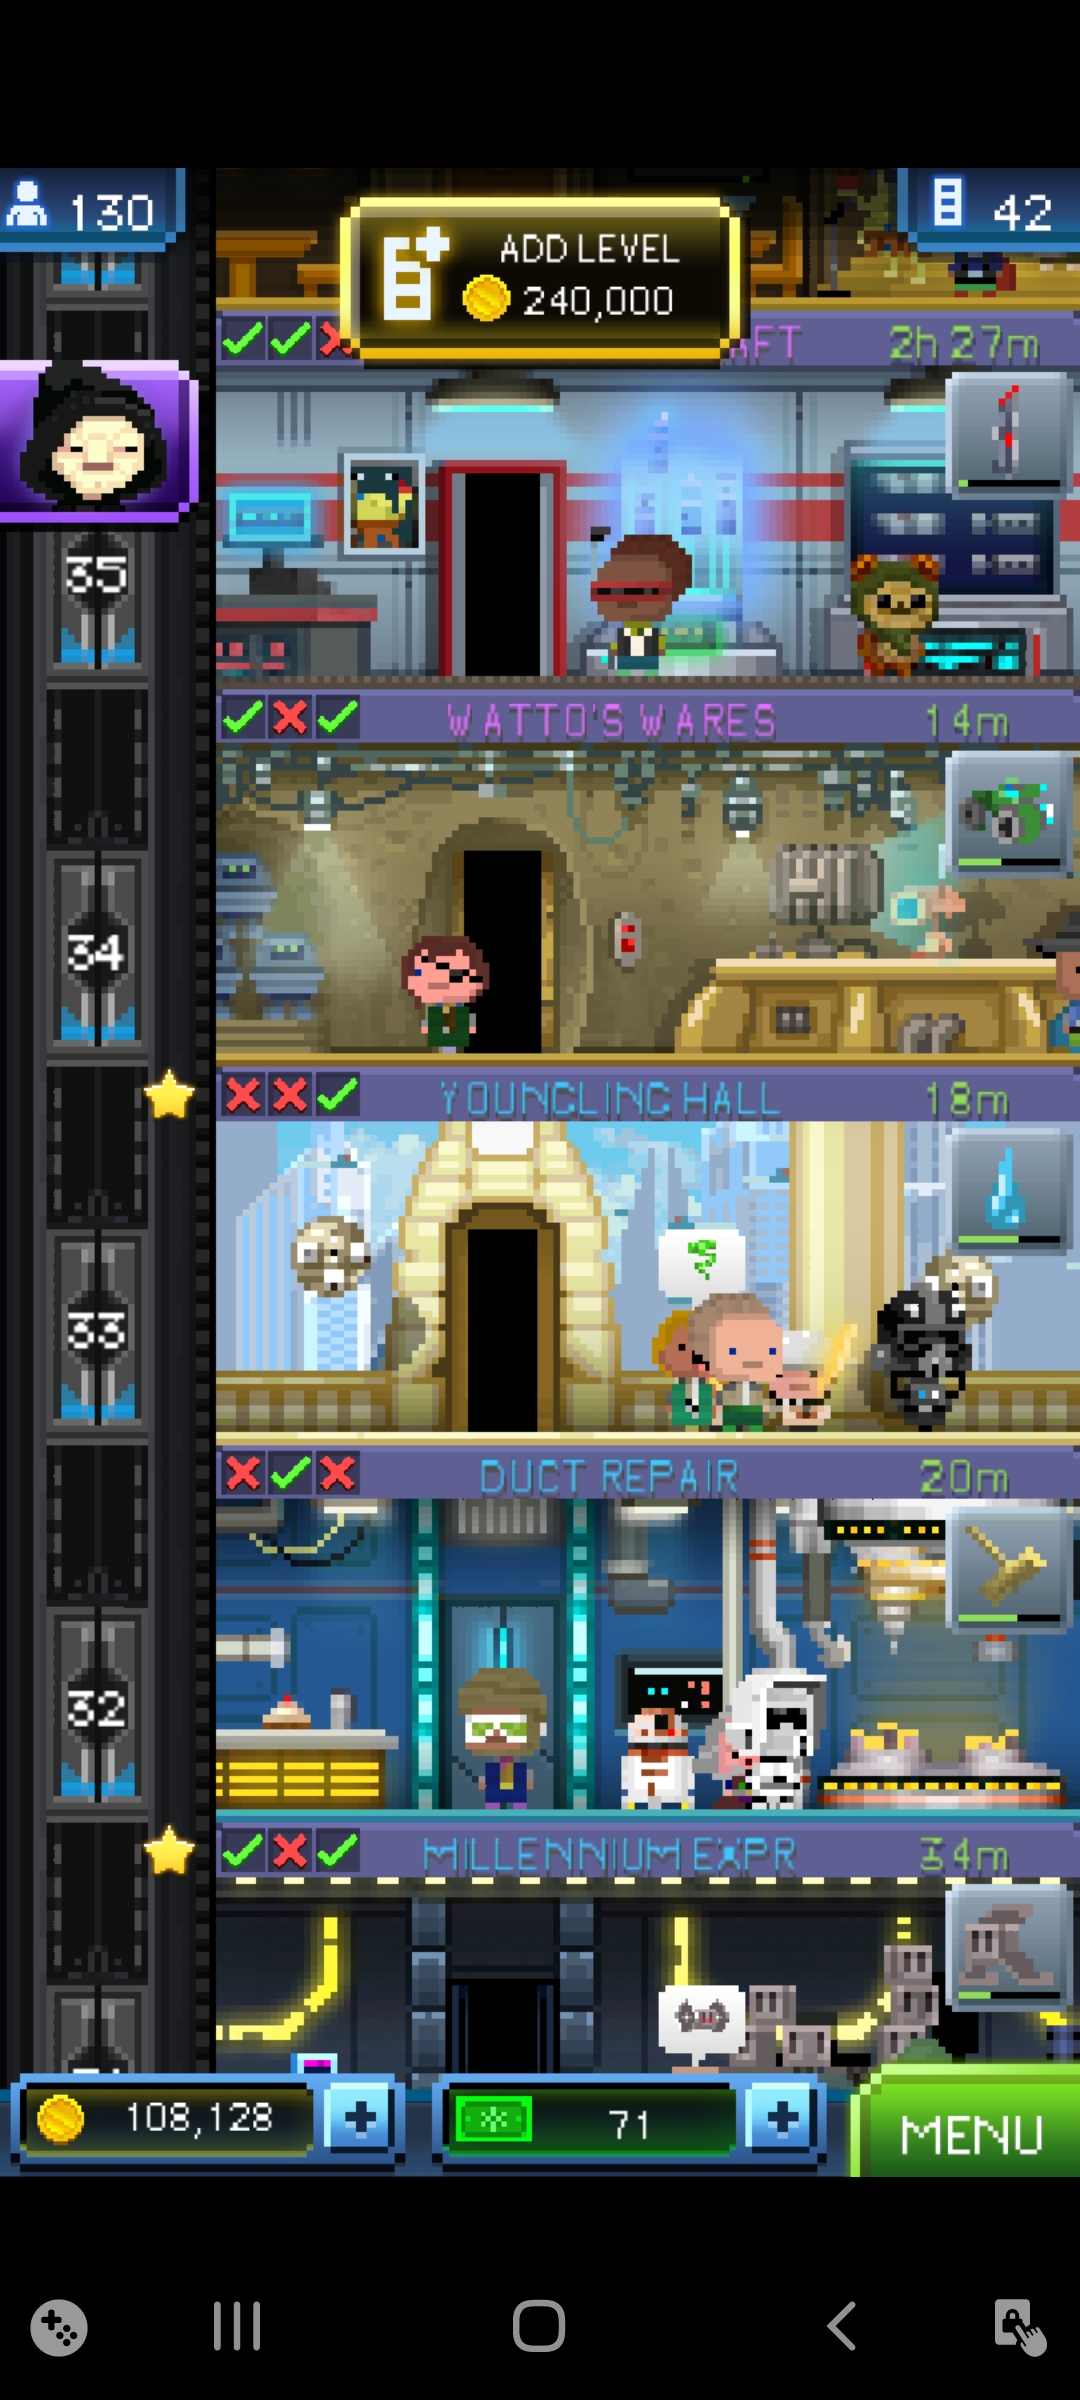 130
42
ADD LEVEL
240,000
AFT 2h 27m
35
WATTO'S WARES 14m
34
YOUNGLING HALL 18m
33
DUCT REPAIR 20m
32
MILLENNIUM EXPR 34m
108,128
71
MENU